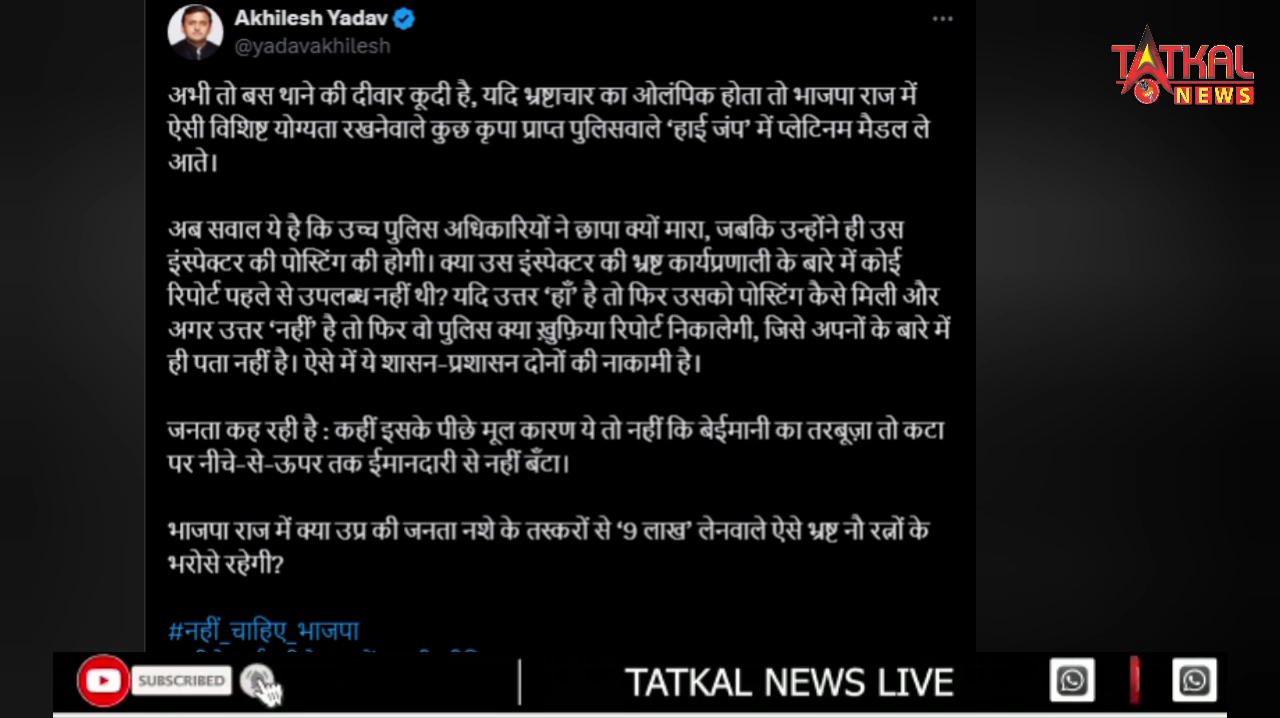 Akhilesh Yadav
@yadavakhilesh
TATKAL
NEWS
अभी तो बस थाने की दीवार कूदी है, यदि भ्रष्टाचार का ओलंपिक होता तो भाजपा राज में
ऐसी विशिष्ट योग्यता रखनेवाले कुछ कृपा प्राप्त पुलिसवाले ‘हाई जंप’ में प्लेटिनम मैडल ले
आते।
अब सवाल ये है कि उच्च पुलिस अधिकारियों ने छापा क्यों मारा, जबकि उन्होंने ही उस
इंस्पेक्टर की पोस्टिंग की होगी। क्या उस इंस्पेक्टर की भ्रष्ट कार्यप्रणाली के बारे में कोई
रिपोर्ट पहले से उपलब्ध नहीं थी? यदि उत्तर ‘हाँ’ है तो फिर उसको पोस्टिंग कैसे मिली और
अगर उत्तर ‘नहीं’ है तो फिर वो पुलिस क्या ख़ुफ़िया रिपोर्ट निकालेगी, जिसे अपनों के बारे में
ही पता नहीं है। ऐसे में ये शासन-प्रशासन दोनों की नाकामी है।
जनता कह रही है : कहीं इसके पीछे मूल कारण ये तो नहीं कि बेईमानी का तरबूज़ा तो कटा
पर नीचे-से-ऊपर तक ईमानदारी से नहीं बँटा।
भाजपा राज में क्या उप्र की जनता नशे के तस्करों से ‘9 लाख’ लेनवाले ऐसे भ्रष्ट नौ रत्नों के
भरोसे रहेगी?
#नहीं_चाहिए_भाजपा
SUBSCRIBED
TATKAL NEWS LIVE